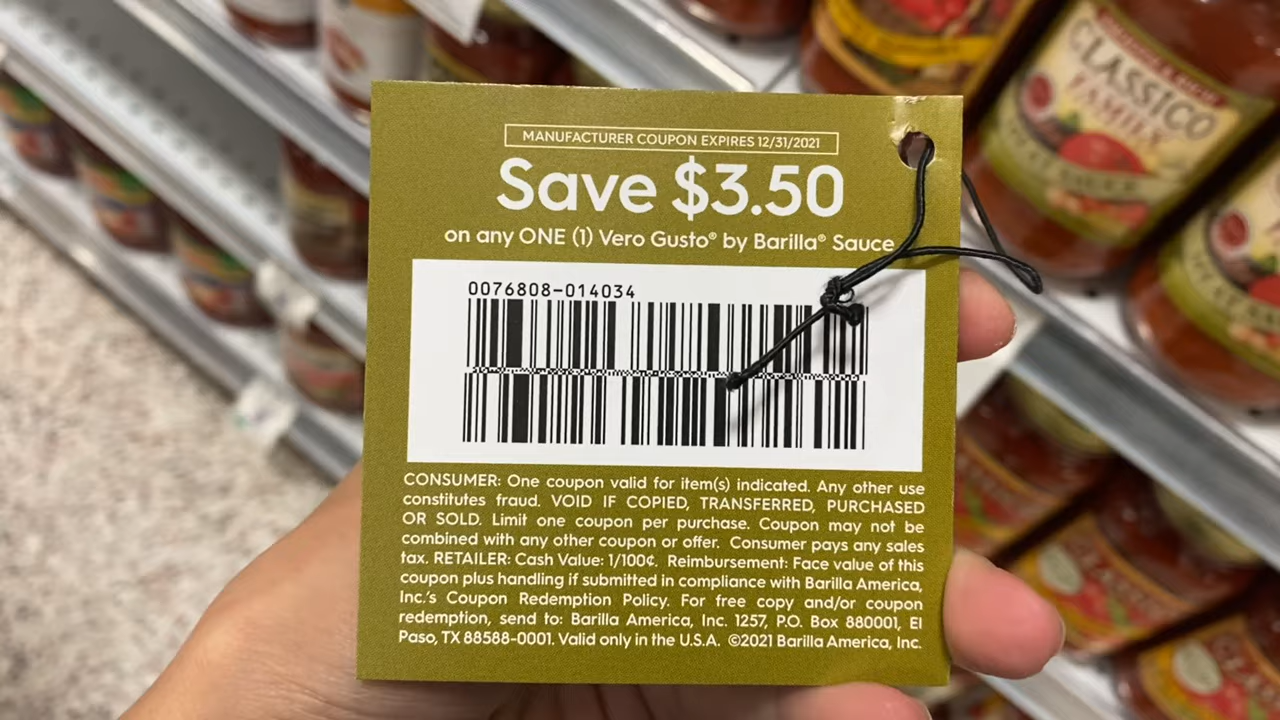 MANUFACTURER COUPON EXPIRES 12/31/2021
Save $3.50
on any ONE (1) Vero Gusto® by Barilla® Sauce
0076808-014034
CONSUMER: One coupon valid for item(s) indicated. Any other use
constitutes fraud. VOID IF COPIED, TRANSFERRED, PURCHASED
OR SOLD. Limit one coupon per purchase. Coupon may not be
combined with any other coupon or offer. Consumer pays any sales
tax. RETAILER: Cash Value: 1/100¢. Reimbursement: Face value of this
coupon plus handling if submitted in compliance with Barilla America,
Inc.'s Coupon Redemption Policy. For free copy and/or coupon
redemption, send to: Barilla America, Inc. 1257, P.O. Box 880001, El
Paso, TX 88588-0001. Valid only in the U.S.A. ©2021 Barilla America, Inc.
CLASSICO
FAMILY